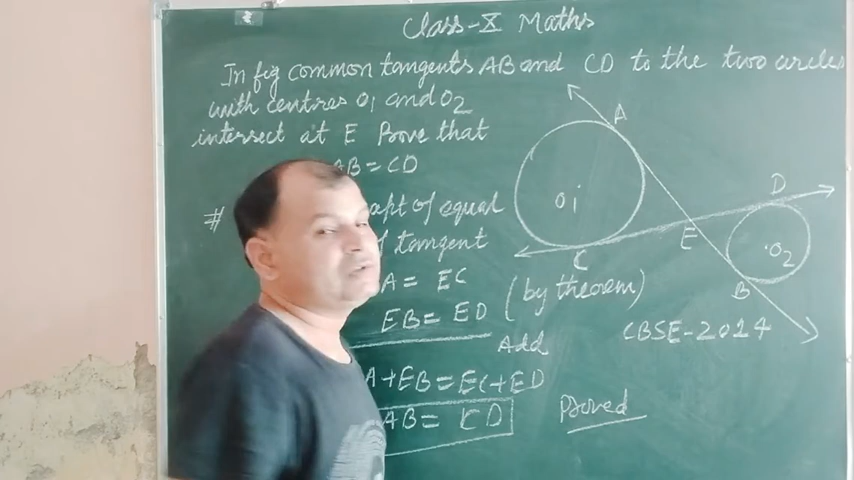 Class-X Maths
In fig common tangents AB and CD to the two circles
with centres O1 and O2
intersect at E Prove that
AB = CD
# of equal
tangent
A = EC
EB = ED (by theorem)
Add
A+EB = EC+ED
AB = CD Proved
A
D
O1
E
O2
C
B
CBSE-2014